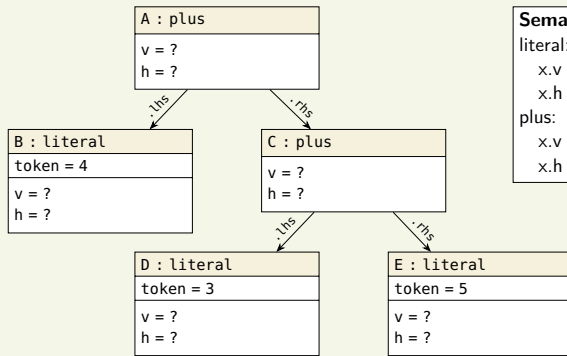 A : plus
v = ?
h = ?
.lhs
.rhs
B : literal
token = 4
v = ?
h = ?
C : plus
v = ?
h = ?
.lhs
.rhs
D : literal
token = 3
v = ?
h = ?
E : literal
token = 5
v = ?
h = ?
Sema
literal:
x.v
x.h
plus:
x.v
x.h